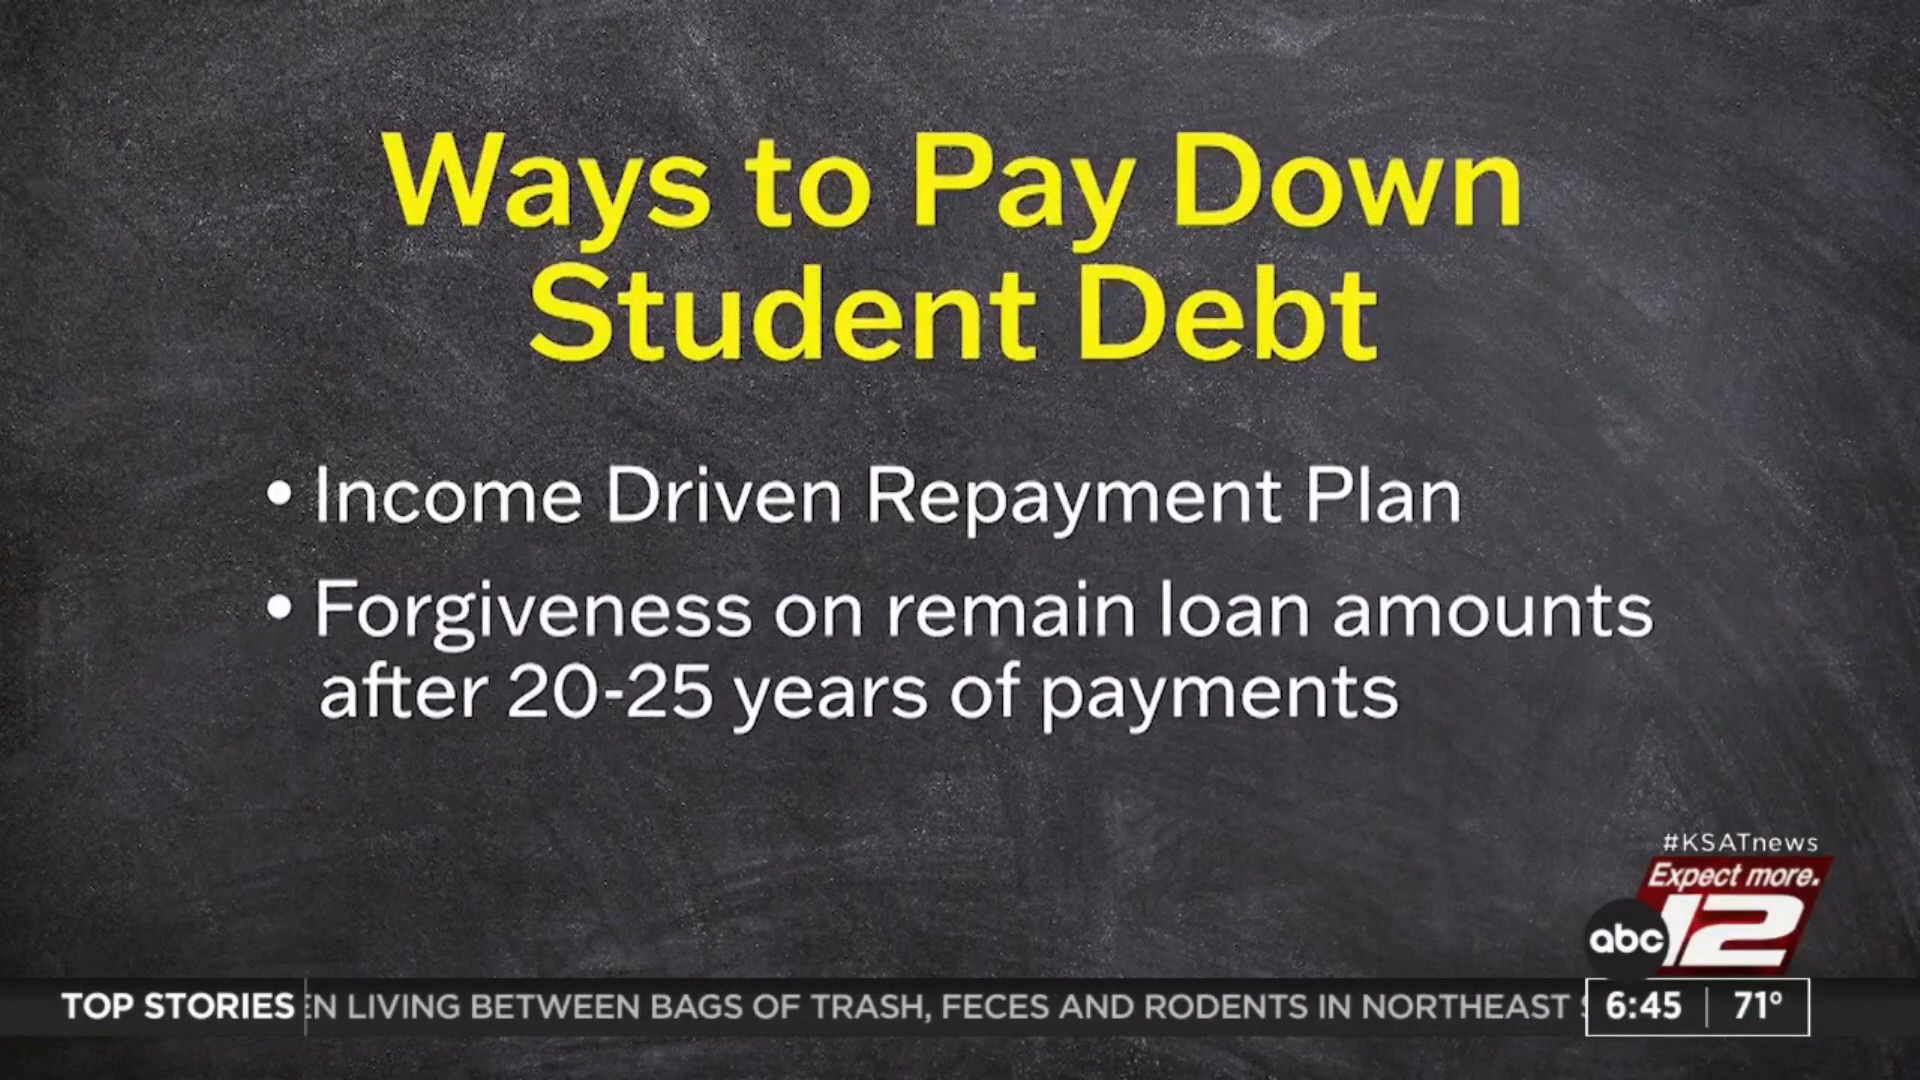 Ways to Pay Down
Student Debt
• Income Driven Repayment Plan
• Forgiveness on remain loan amounts
after 20-25 years of payments
#KSATnews
Expect more.
abc 12
TOP STORIES LIVING BETWEEN BAGS OF TRASH, FECES AND RODENTS IN NORTHEAST 6:45 71°